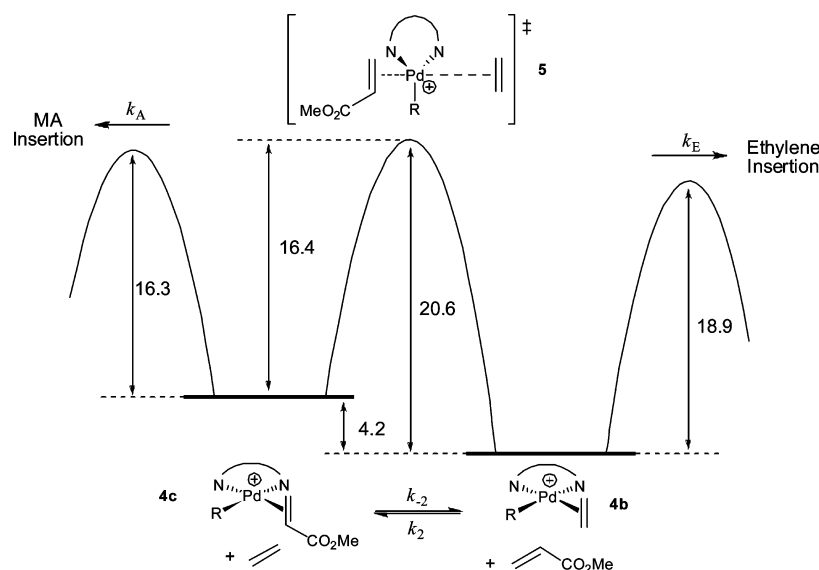 ‡
N N
Pd
⊕
5
MeO₂C
R
MA
Insertion
kA
kE
Ethylene
Insertion
16.4
16.3
20.6
18.9
4.2
4c
⊕
N N
Pd
R
CO₂Me
+
k-2
k2
⊕
N N
Pd
R
4b
+
CO₂Me